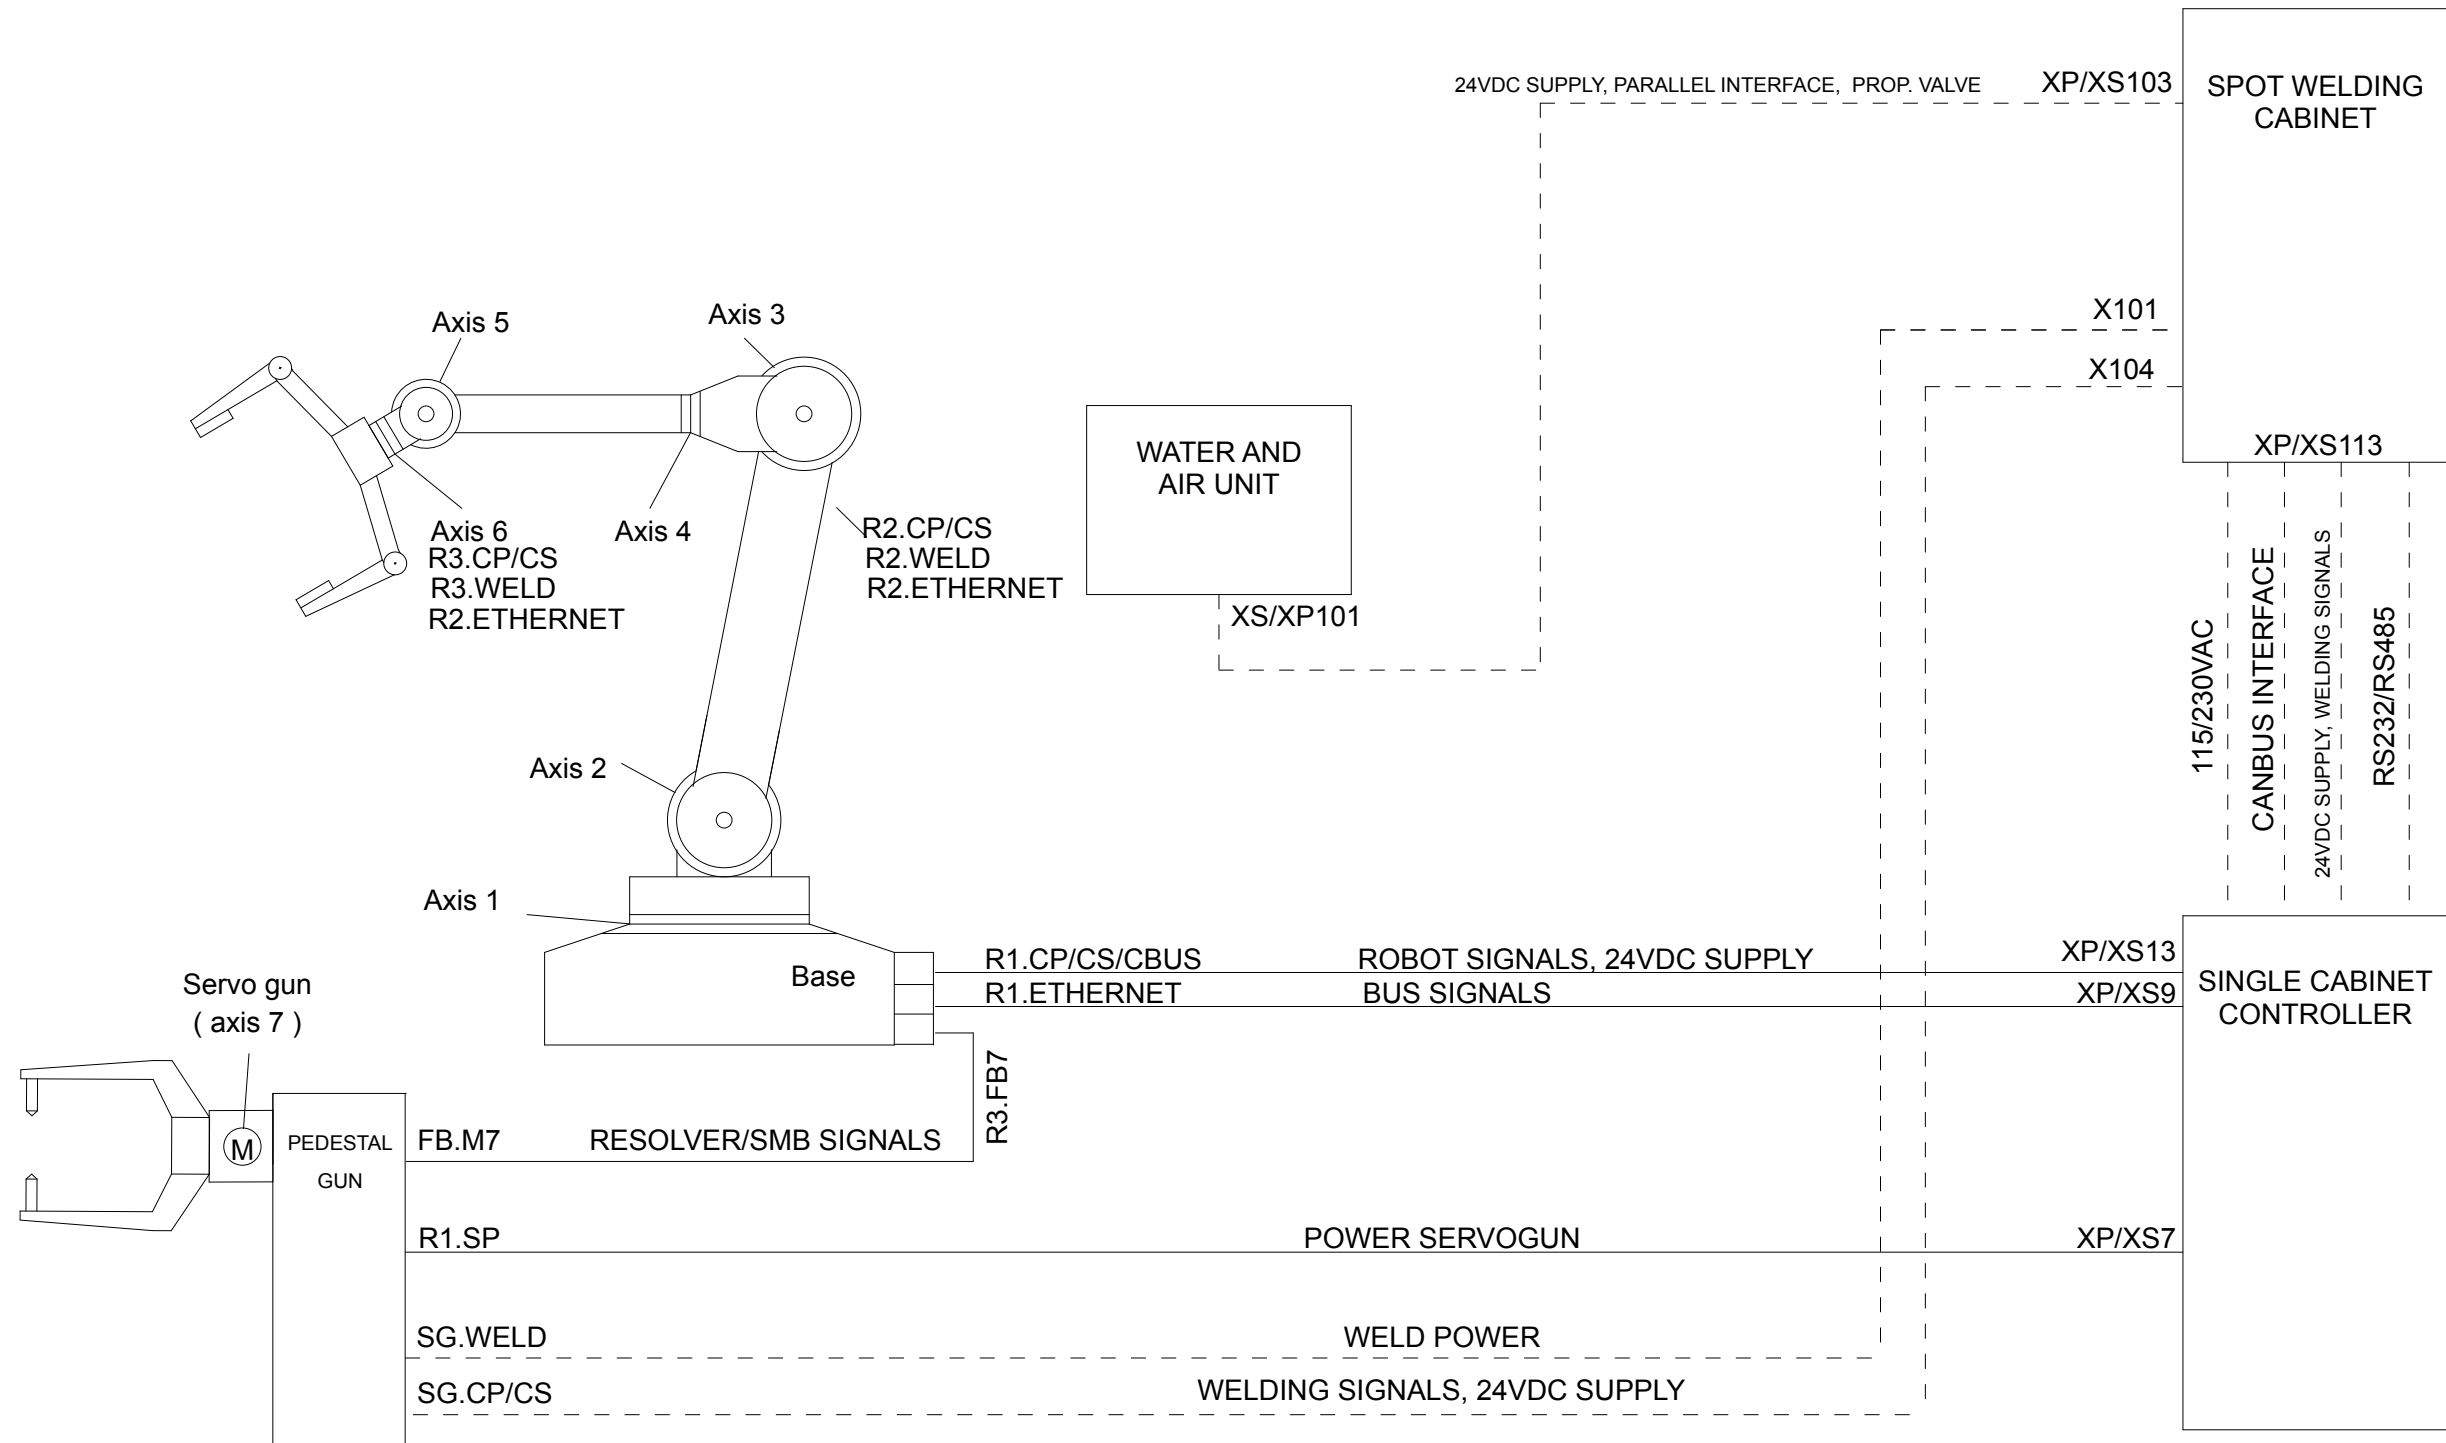 24VDC SUPPLY, PARALLEL INTERFACE, PROP. VALVE
XP/XS103
SPOT WELDING
CABINET
X101
X104
XP/XS113
Axis 5
Axis 3
WATER AND
AIR UNIT
XS/XP101
Axis 6
R3.CP/CS
R3.WELD
R2.ETHERNET
Axis 4
R2.CP/CS
R2.WELD
R2.ETHERNET
115/230VAC
CANBUS INTERFACE
24VDC SUPPLY, WELDING SIGNALS
RS232/RS485
Axis 2
Axis 1
Base
R1.CP/CS/CBUS
ROBOT SIGNALS, 24VDC SUPPLY
XP/XS13
R1.ETHERNET
BUS SIGNALS
XP/XS9
SINGLE CABINET
CONTROLLER
Servo gun
( axis 7 )
M
PEDESTAL
GUN
FB.M7
RESOLVER/SMB SIGNALS
R3.FB7
R1.SP
POWER SERVOGUN
XP/XS7
SG.WELD
WELD POWER
SG.CP/CS
WELDING SIGNALS, 24VDC SUPPLY